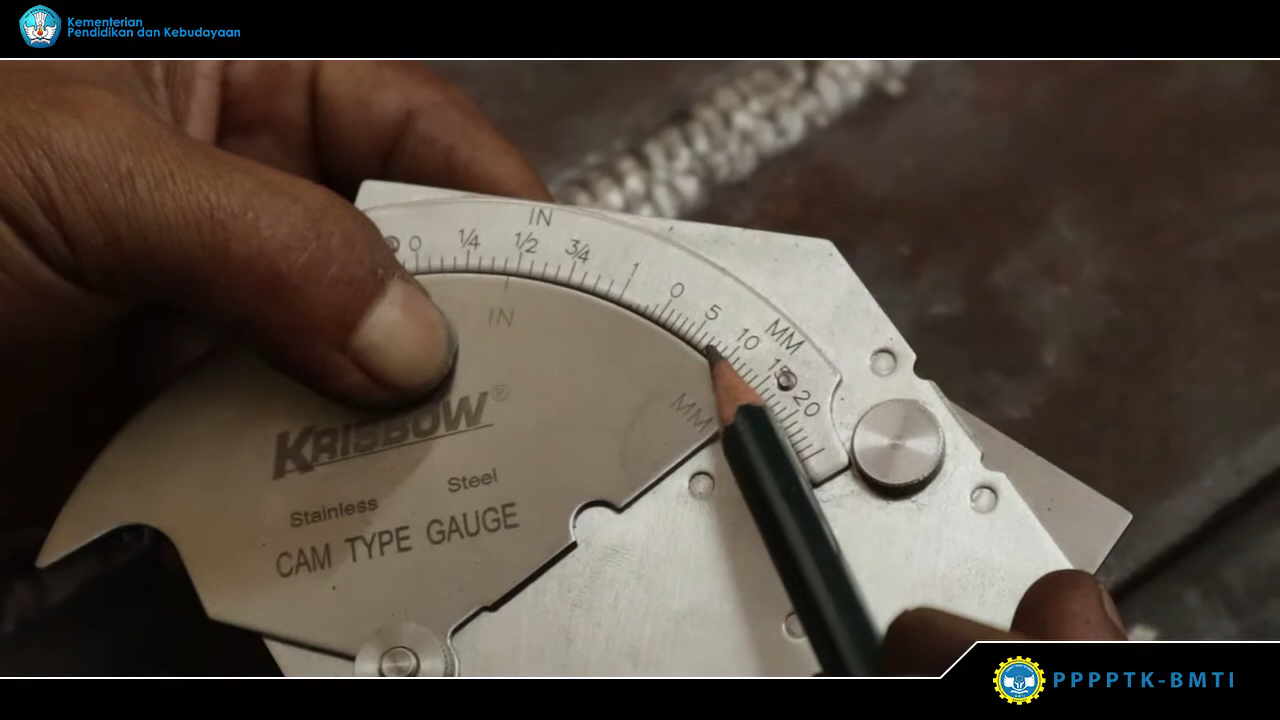 Kementerian
Pendidikan dan Kebudayaan
IN
0 1/4 1/2 3/4 1 0 5 10 15 20
MM
IN
MM
KRISBOW®
Stainless Steel
CAM TYPE GAUGE
PPPPTK-BMTI